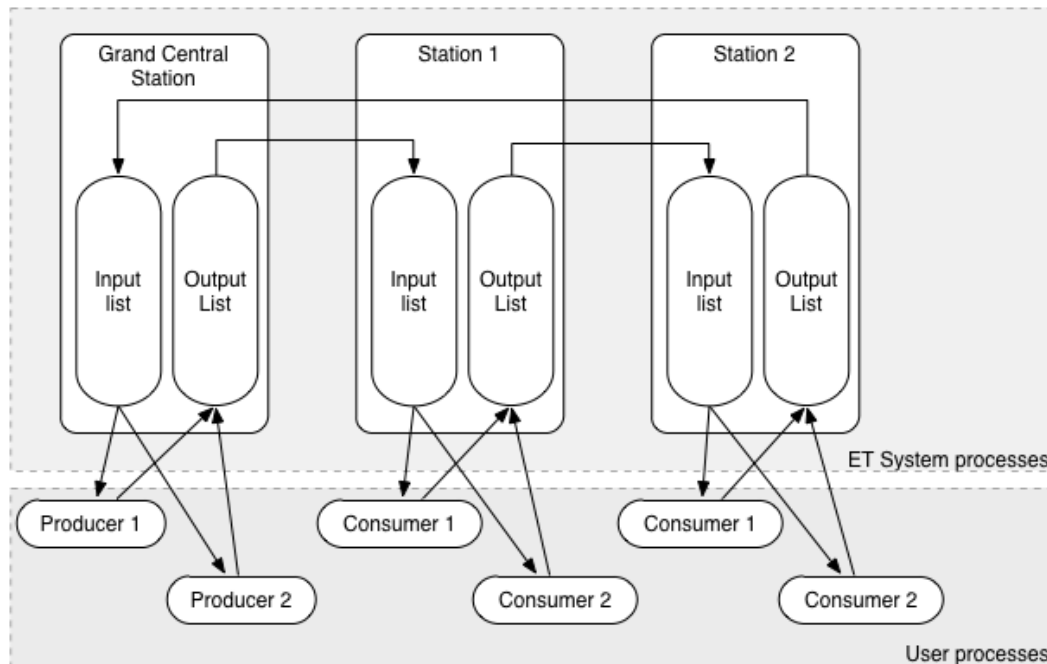 Grand Central
Station
Station 1
Station 2
Input
list
Output
List
Input
list
Output
List
Input
list
Output
List
ET System processes
Producer 1
Consumer 1
Consumer 1
Producer 2
Consumer 2
Consumer 2
User processes